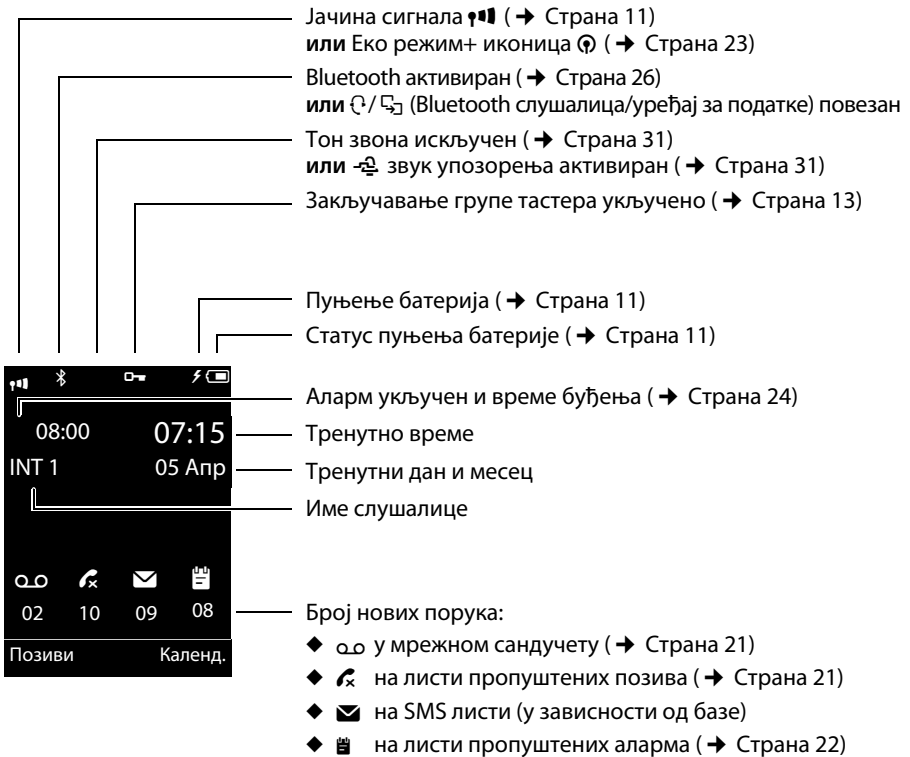 Јачина сигнала ( ➔ Страна 11)
или Еко режим+ иконица ( ➔ Страна 23)
Bluetooth активиран ( ➔ Страна 26)
или / (Bluetooth слушалица/уређај за податке) повезан
Тон звона искључен ( ➔ Страна 31)
или звук упозорења активиран ( ➔ Страна 31)
Закључавање групе тастера укључено ( ➔ Страна 13)
Пуњење батерија ( ➔ Страна 11)
Статус пуњења батерије ( ➔ Страна 11)
Аларм укључен и време буђења ( ➔ Страна 24)
08:00 07:15
Тренутно време
INT 1 05 Апр
Тренутни дан и месец
Име слушалице
02 10 09 08
Број нових порука:
Позиви Календ.
◆ у мрежном сандучету ( ➔ Страна 21)
◆ на листи пропуштених позива ( ➔ Страна 21)
◆ на SMS листи (у зависности од базе)
◆ на листи пропуштених аларма ( ➔ Страна 22)